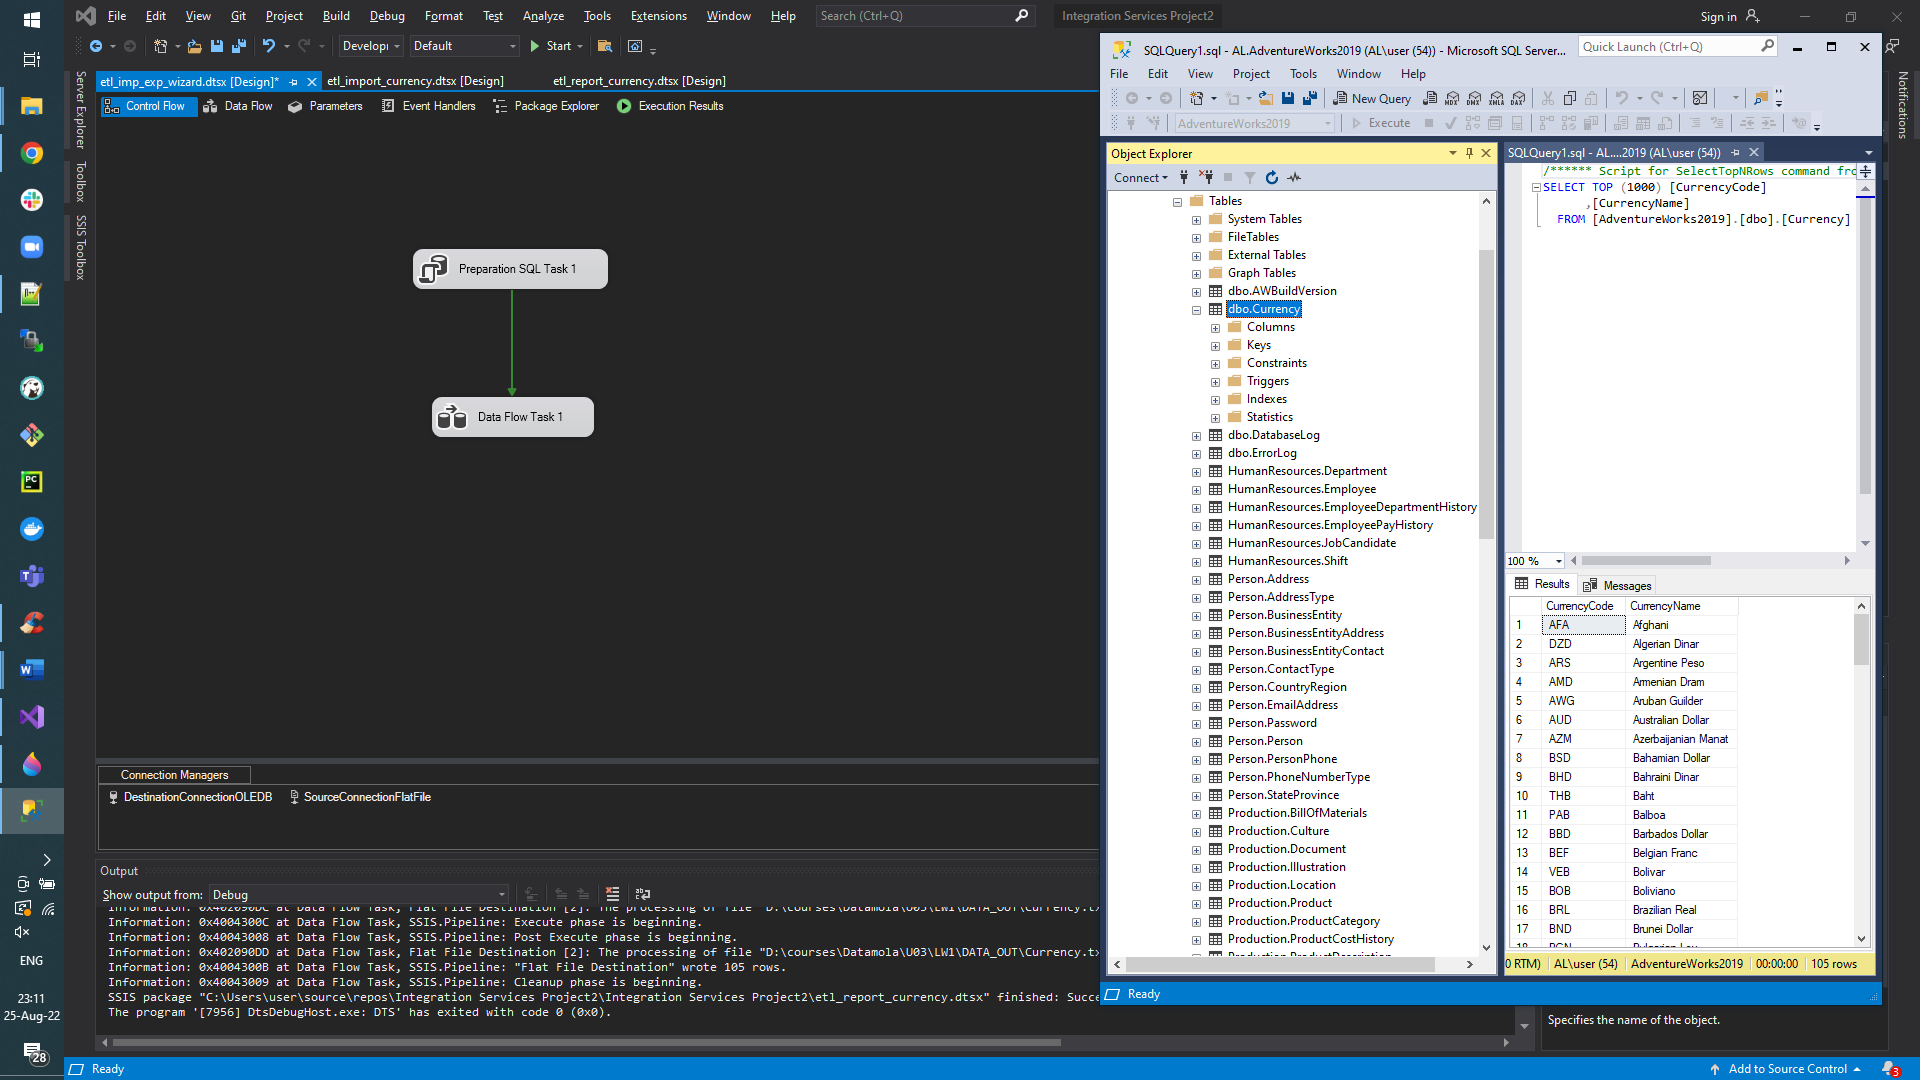 File Edit View Git Project Build Debug Format Test Analyze Tools Extensions Window Help Search (Ctrl+Q) Integration Services Project2 Sign in
Default Start
etl_imp_exp_wizard.dtsx [Design]* etl_import_currency.dtsx [Design] etl_report_currency.dtsx [Design]
Control Flow Data Flow Parameters Event Handlers Package Explorer Execution Results
Server Explorer
Toolbox
SSIS Toolbox
Preparation SQL Task 1
Data Flow Task 1
Connection Managers
DestinationConnectionOLEDB SourceConnectionFlatFile
Output
Show output from: Debug
Information: 0x4004300C at Data Flow Task, SSIS.Pipeline: Execute phase is beginning.
Information: 0x40043008 at Data Flow Task, SSIS.Pipeline: Post Execute phase is beginning.
Information: 0x402090DD at Data Flow Task, Flat File Destination [2]: The processing of file "D:\courses\Datamola\U03\LW1\DATA_OUT\Currency.tx
Information: 0x4004300B at Data Flow Task, SSIS.Pipeline: "Flat File Destination" wrote 105 rows.
Information: 0x40043009 at Data Flow Task, SSIS.Pipeline: Cleanup phase is beginning.
SSIS package "C:\Users\user\source\repos\Integration Services Project2\Integration Services Project2\etl_report_currency.dtsx" finished: Succe
The program '[7956] DtsDebugHost.exe: DTS' has exited with code 0 (0x0).
Ready
Add to Source Control
3
ENG
23:11
25-Aug-22
28
PC
Notifications
SQLQuery1.sql - AL.AdventureWorks2019 (AL\user (54)) - Microsoft SQL Server... Quick Launch (Ctrl+Q)
File Edit View Project Tools Window Help
New Query MDX DMX XMLA DAX
AdventureWorks2019 Execute
Object Explorer
Connect
Tables
System Tables
FileTables
External Tables
Graph Tables
dbo.AWBuildVersion
dbo.Currency
Columns
Keys
Constraints
Triggers
Indexes
Statistics
dbo.DatabaseLog
dbo.ErrorLog
HumanResources.Department
HumanResources.Employee
HumanResources.EmployeeDepartmentHistory
HumanResources.EmployeePayHistory
HumanResources.JobCandidate
HumanResources.Shift
Person.Address
Person.AddressType
Person.BusinessEntity
Person.BusinessEntityAddress
Person.BusinessEntityContact
Person.ContactType
Person.CountryRegion
Person.EmailAddress
Person.Password
Person.Person
Person.PersonPhone
Person.PhoneNumberType
Person.StateProvince
Production.BillOfMaterials
Production.Culture
Production.Document
Production.Illustration
Production.Location
Production.Product
Production.ProductCategory
Production.ProductCostHistory
SQLQuery1.sql - AL....2019 (AL\user (54))
/****** Script for SelectTopNRows command fro
SELECT TOP (1000) [CurrencyCode]
,[CurrencyName]
FROM [AdventureWorks2019].[dbo].[Currency]
100 %
Results Messages
CurrencyCode CurrencyName
1 AFA Afghani
2 DZD Algerian Dinar
3 ARS Argentine Peso
4 AMD Armenian Dram
5 AWG Aruban Guilder
6 AUD Australian Dollar
7 AZM Azerbaijanian Manat
8 BSD Bahamian Dollar
9 BHD Bahraini Dinar
10 THB Baht
11 PAB Balboa
12 BBD Barbados Dollar
13 BEF Belgian Franc
14 VEB Bolivar
15 BOB Boliviano
16 BRL Brazilian Real
17 BND Brunei Dollar
0 RTM) AL\user (54) AdventureWorks2019 00:00:00 105 rows
Ready
Specifies the name of the object.